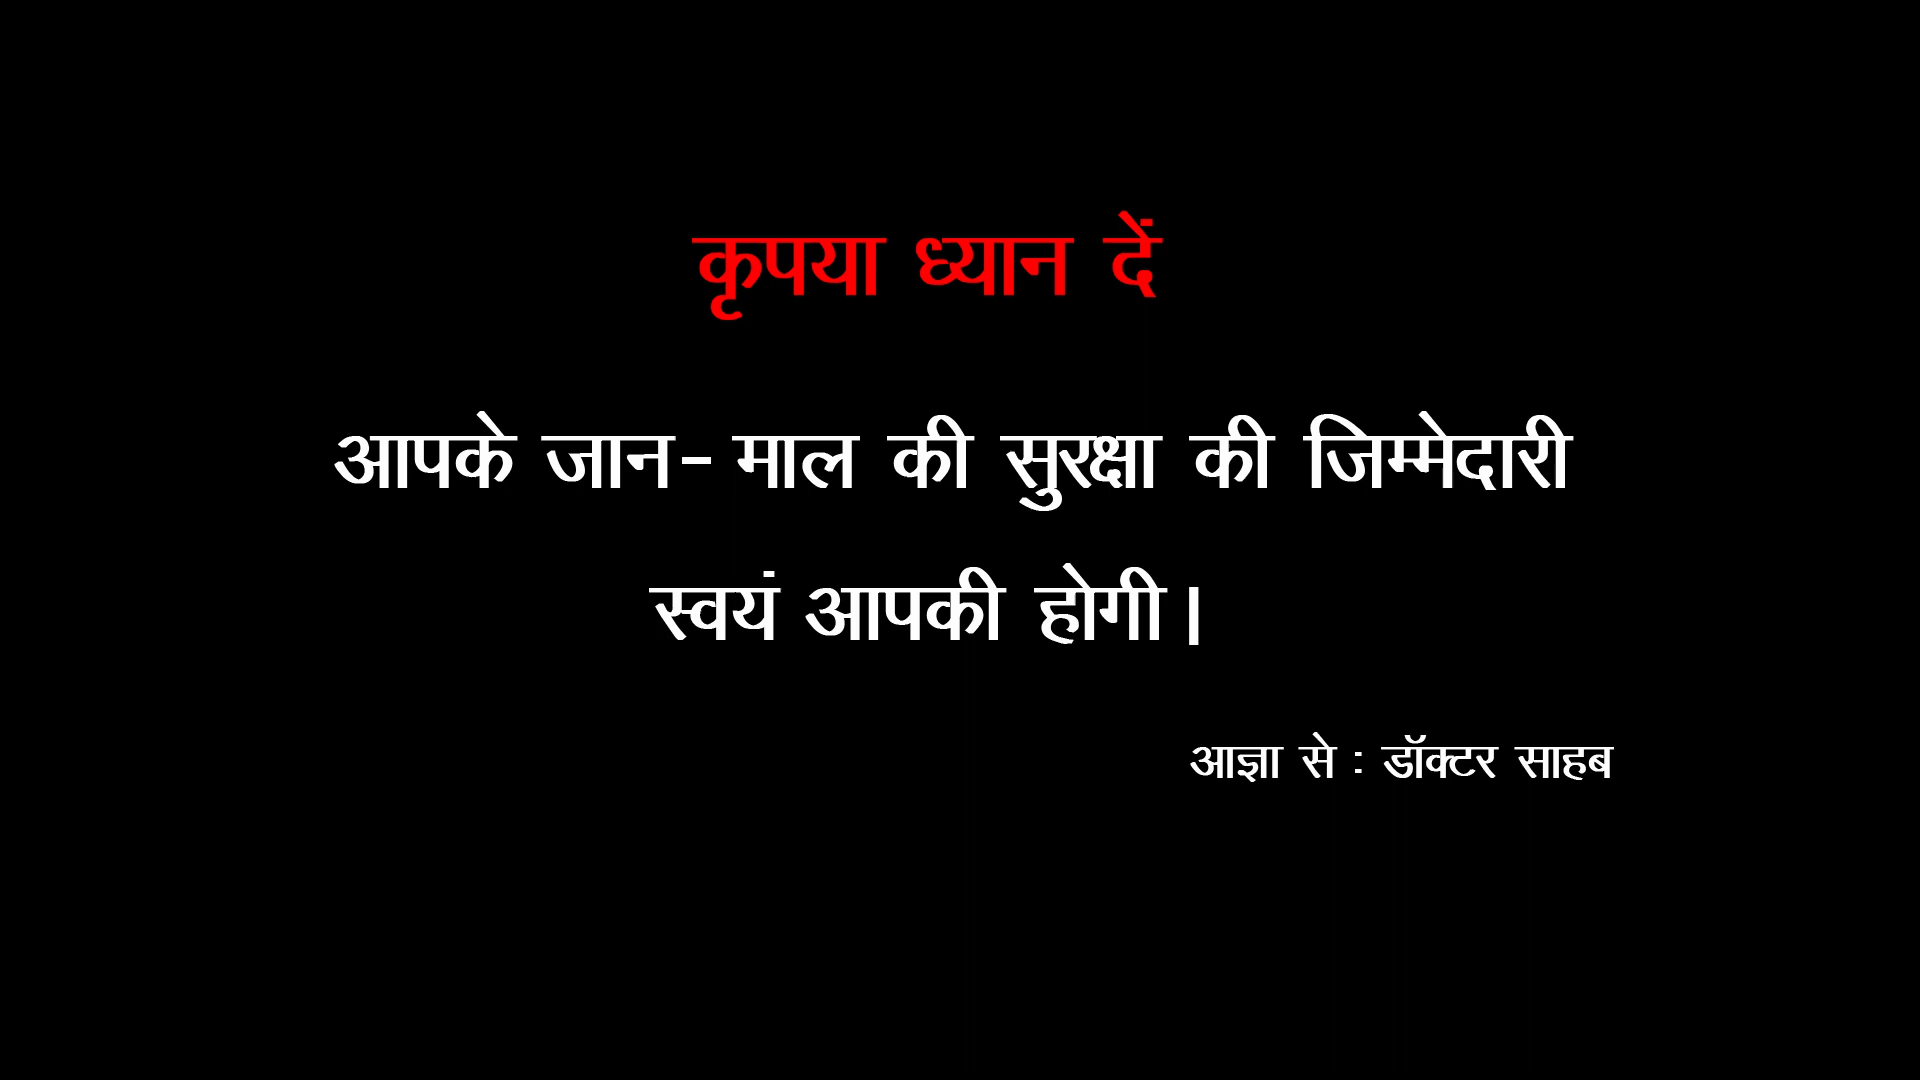 कृपया ध्यान दें
आपके जान- माल की सुरक्षा की जिम्मेदारी
स्वयं आपकी होगी।
आज्ञा से : डॉक्टर साहब